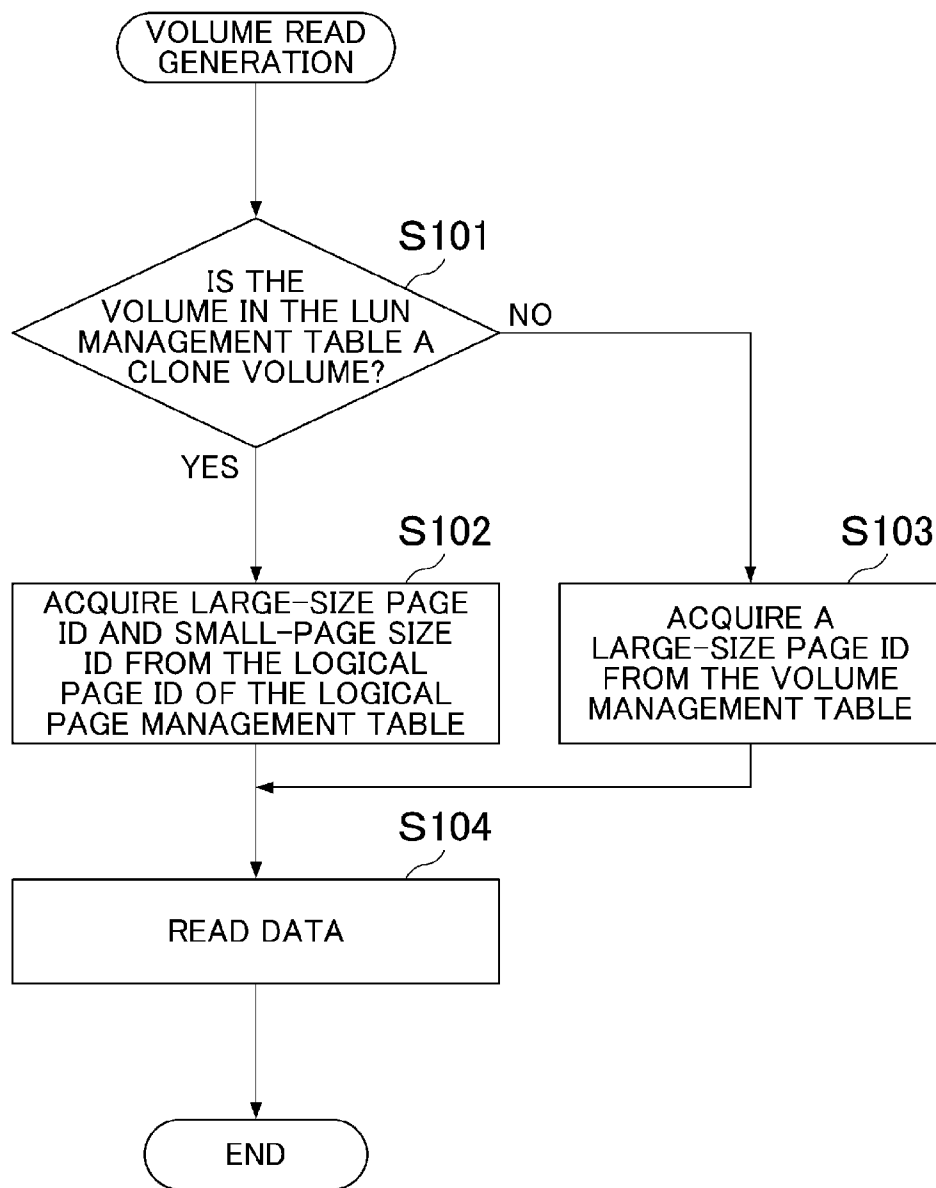 VOLUME READ
GENERATION
S101
IS THE
VOLUME IN THE LUN
MANAGEMENT TABLE A
CLONE VOLUME?
NO
YES
S102
ACQUIRE LARGE-SIZE PAGE
ID AND SMALL-PAGE SIZE
ID FROM THE LOGICAL
PAGE ID OF THE LOGICAL
PAGE MANAGEMENT TABLE
S103
ACQUIRE A
LARGE-SIZE PAGE ID
FROM THE VOLUME
MANAGEMENT TABLE
S104
READ DATA
END